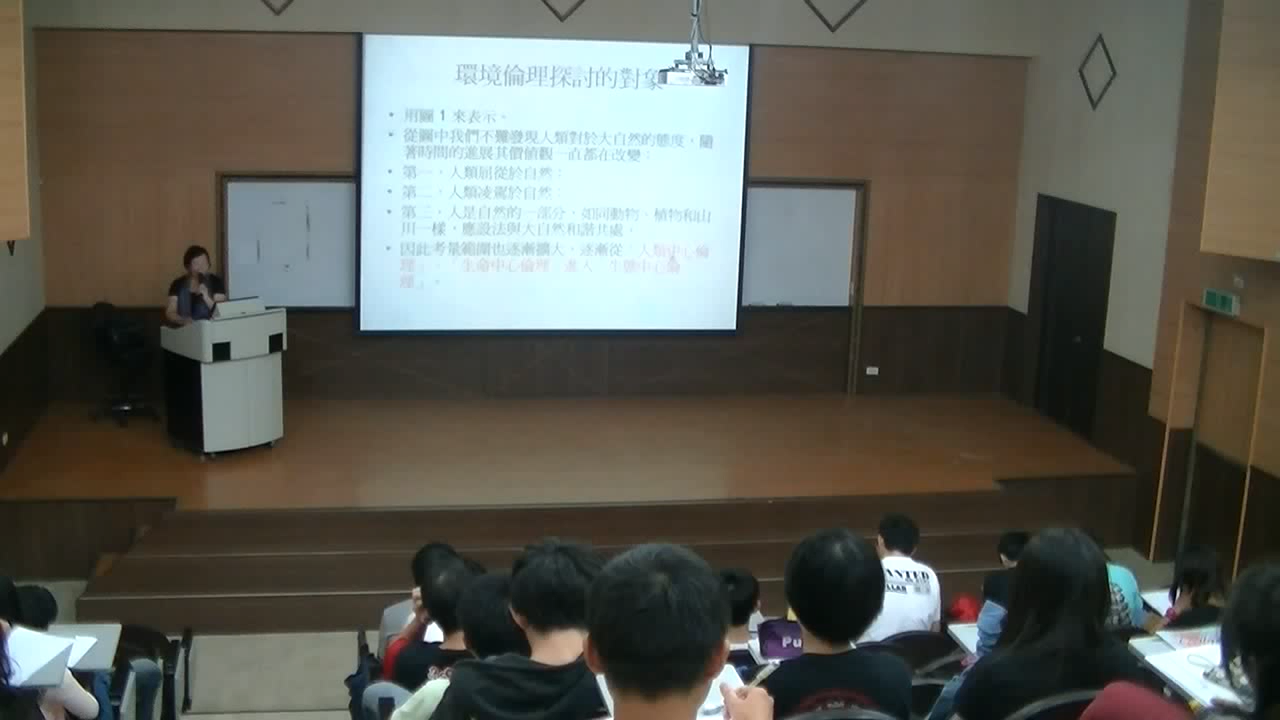 環境倫理探討的對象
• 用圖 1 來表示、
• 從圖中我們不難發現人類對於大自然的態度，隨
著時間的進展其價值觀一直都在改變：
• 第一，人類屈從於自然；
• 第二，人類凌駕於自然；
• 第三，人是自然的一部分，如同動物、植物和山
川一樣，應設法與大自然和諧共處。
• 因此考量範圍也逐漸擴大，逐漸從「人類中心倫
理」、「生命中心倫理」進入「生態中心倫
理」。
WANTED
Pu